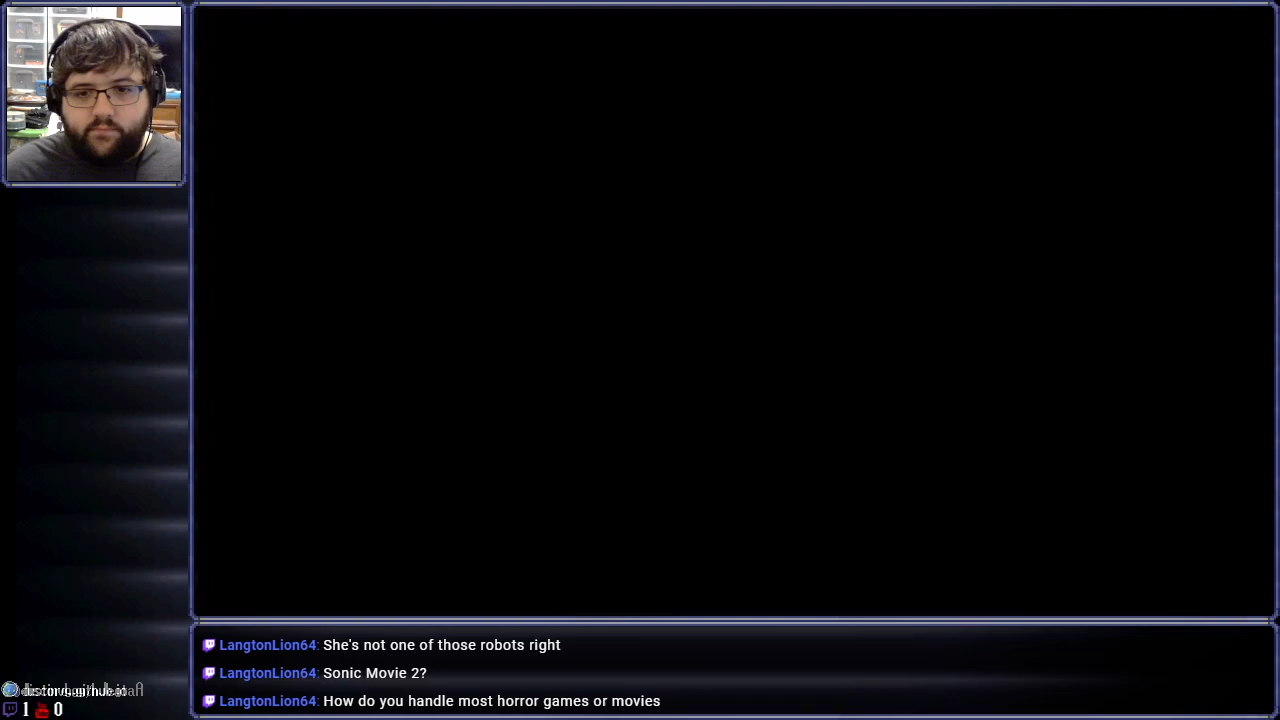 LangtonLion64: She's not one of those robots right
LangtonLion64: Sonic Movie 2?
LangtonLion64: How do you handle most horror games or movies
1 0